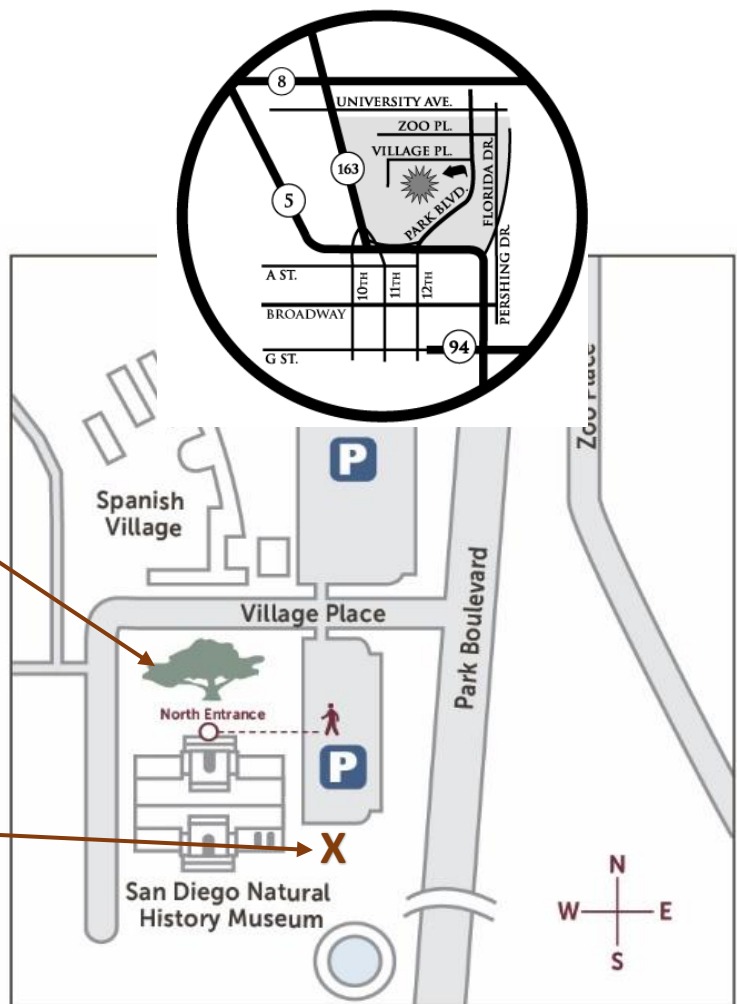 8
UNIVERSITY AVE.
ZOO PL.
VILLAGE PL.
163
5
PARK BLVD.
FLORIDA DR.
PERSHING DR.
A ST.
10TH
11TH
12TH
BROADWAY
G ST.
94
Zoo Place
P
Spanish
Village
Village Place
Park Boulevard
North Entrance
P
X
San Diego Natural
History Museum
N
W
E
S